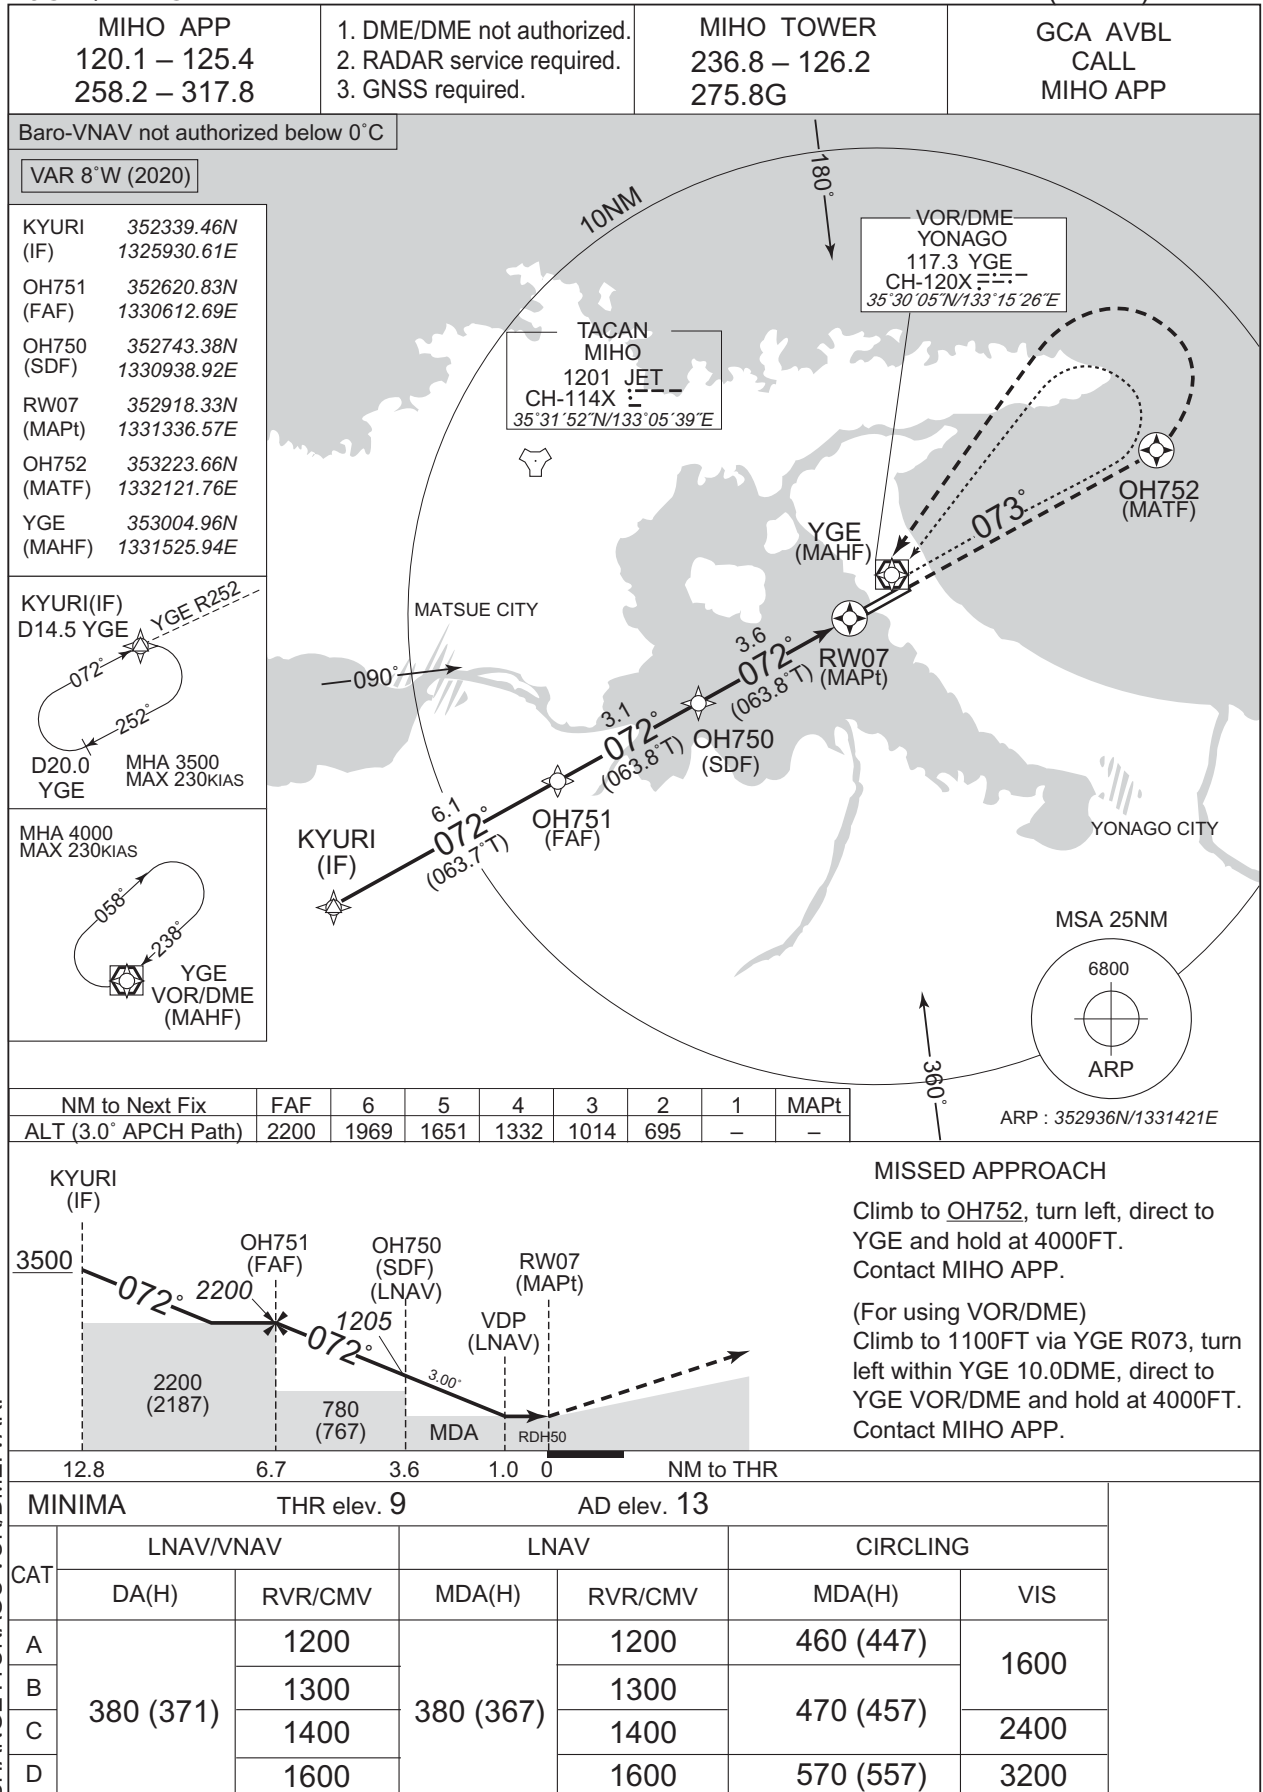 MIHO APP
120.1 – 125.4
258.2 – 317.8
1. DME/DME not authorized.
2. RADAR service required.
3. GNSS required.
MIHO TOWER
236.8 – 126.2
275.8G
GCA AVBL
CALL
MIHO APP
Baro-VNAV not authorized below 0˚C
VAR 8˚W (2020)
KYURI 352339.46N
(IF) 1325930.61E
OH751 352620.83N
(FAF) 1330612.69E
OH750 352743.38N
(SDF) 1330938.92E
RW07 352918.33N
(MAPt) 1331336.57E
OH752 353223.66N
(MATF) 1332121.76E
YGE 353004.96N
(MAHF) 1331525.94E
KYURI(IF)
D14.5 YGE
YGE R252
072˚
252˚
D20.0
YGE
MHA 3500
MAX 230KIAS
MHA 4000
MAX 230KIAS
058˚
238˚
YGE
VOR/DME
(MAHF)
10NM
180˚
VOR/DME
YONAGO
117.3 YGE
CH-120X
35˚30´05˝N/133˚15´26˝E
TACAN
MIHO
1201 JET
CH-114X
35˚31´52˝N/133˚05´39˝E
OH752
(MATF)
073˚
YGE
(MAHF)
MATSUE CITY
090˚
3.6
072˚
(063.8˚T)
RW07
(MAPt)
3.1
072˚
(063.8˚T)
OH750
(SDF)
6.1
072˚
(063.7˚T)
OH751
(FAF)
KYURI
(IF)
YONAGO CITY
MSA 25NM
6800
ARP
360˚
ARP : 352936N/1331421E
NM to Next Fix FAF 6 5 4 3 2 1 MAPt
ALT (3.0˚ APCH Path) 2200 1969 1651 1332 1014 695 – –
KYURI
(IF)
3500
072˚
2200
OH751
(FAF)
072˚
1205
OH750
(SDF)
(LNAV)
3.00˚
VDP
(LNAV)
RW07
(MAPt)
2200
(2187)
780
(767)
MDA
RDH50
12.8 6.7 3.6 1.0 0 NM to THR
MISSED APPROACH
Climb to OH752, turn left, direct to
YGE and hold at 4000FT.
Contact MIHO APP.
(For using VOR/DME)
Climb to 1100FT via YGE R073, turn
left within YGE 10.0DME, direct to
YGE VOR/DME and hold at 4000FT.
Contact MIHO APP.
MINIMA THR elev. 9 AD elev. 13
CAT LNAV/VNAV LNAV CIRCLING
DA(H) RVR/CMV MDA(H) RVR/CMV MDA(H) VIS
A 380 (371) 1200 380 (367) 1200 460 (447) 1600
B 1300 1300 470 (457)
C 1400 1400 2400
D 1600 1600 570 (557) 3200